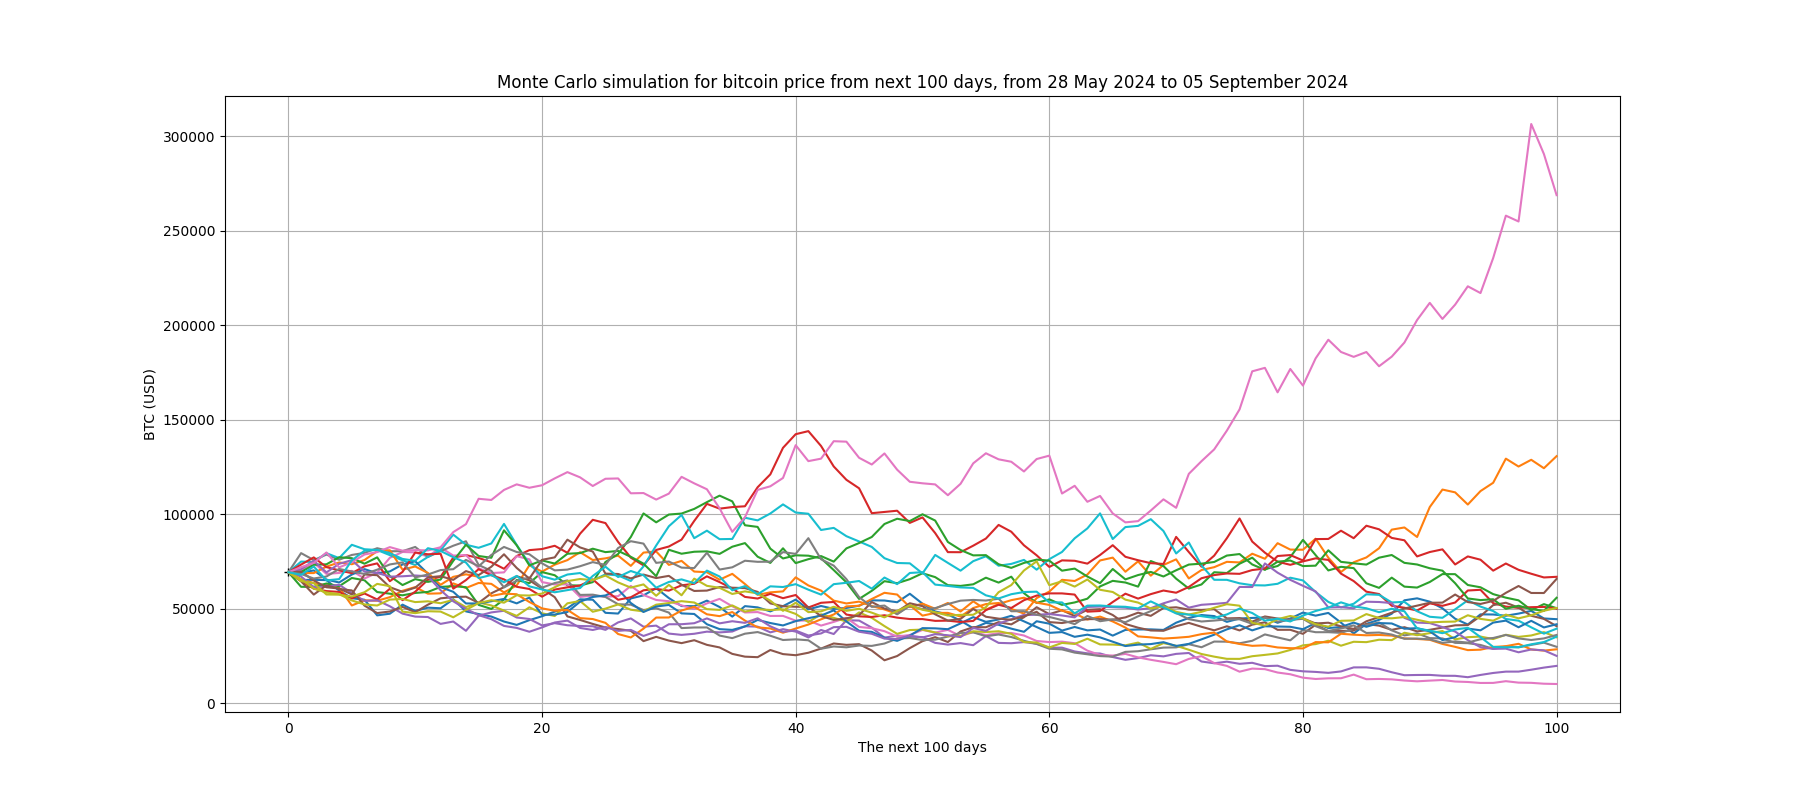 Monte Carlo simulation for bitcoin price from next 100 days, from 28 May 2024 to 05 September 2024
300000
250000
200000
150000
100000
50000
0
BTC (USD)
0 20 40 60 80 100
The next 100 days